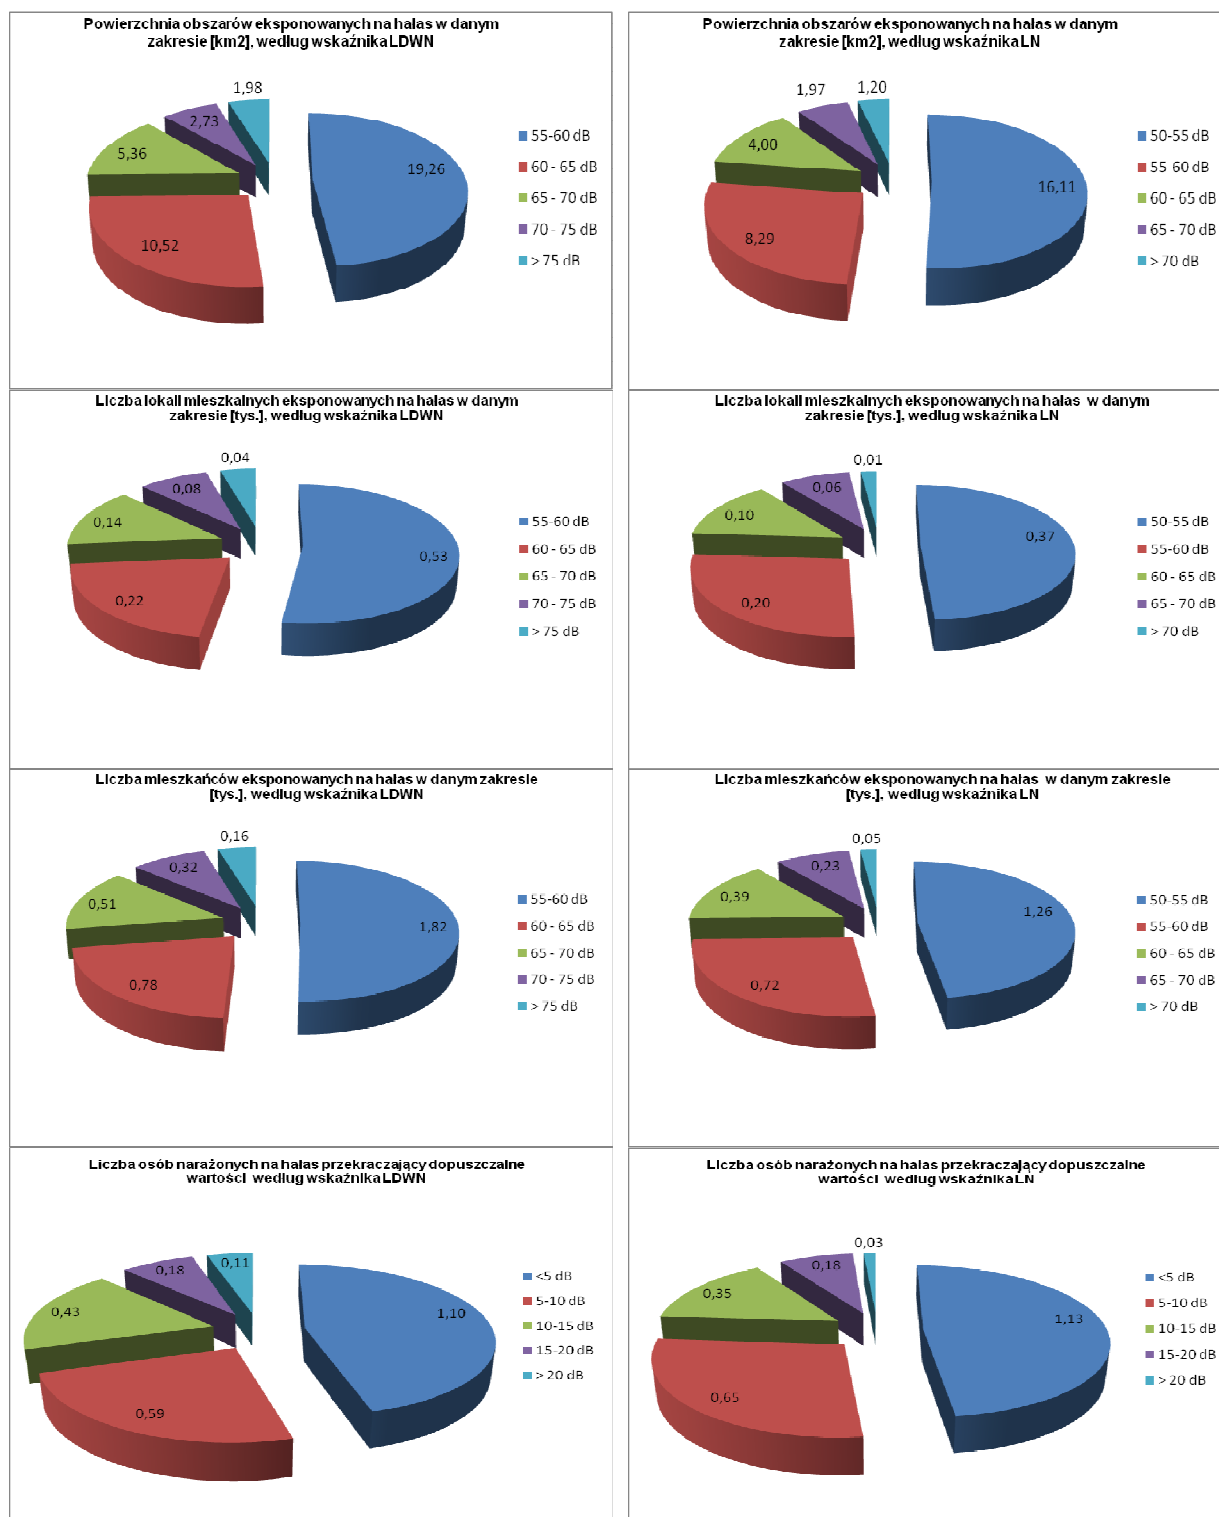 Powierzchnia obszarów eksponowanych na hałas w danym
zakresie [km2], według wskaźnika LDWN
1,98
2,73
5,36
10,52
19,26
55-60 dB
60 - 65 dB
65 - 70 dB
70 - 75 dB
> 75 dB
Powierzchnia obszarów eksponowanych na hałas w danym
zakresie [km2], według wskaźnika LN
1,20
1,97
4,00
8,29
16,11
50-55 dB
55-60 dB
60 - 65 dB
65 - 70 dB
> 70 dB
Liczba lokali mieszkalnych eksponowanych na hałas w danym
zakresie [tys.], według wskaźnika LDWN
0,04
0,08
0,14
0,22
0,53
55-60 dB
60 - 65 dB
65 - 70 dB
70 - 75 dB
> 75 dB
Liczba lokali mieszkalnych eksponowanych na hałas w danym
zakresie [tys.], według wskaźnika LN
0,01
0,06
0,10
0,20
0,37
50-55 dB
55-60 dB
60 - 65 dB
65 - 70 dB
> 70 dB
Liczba mieszkańców eksponowanych na hałas w danym zakresie
[tys.], według wskaźnika LDWN
0,16
0,32
0,51
0,78
1,82
55-60 dB
60 - 65 dB
65 - 70 dB
70 - 75 dB
> 75 dB
Liczba mieszkańców eksponowanych na hałas w danym zakresie
[tys.], według wskaźnika LN
0,05
0,23
0,39
0,72
1,26
50-55 dB
55-60 dB
60 - 65 dB
65 - 70 dB
> 70 dB
Liczba osób narażonych na hałas przekraczający dopuszczalne
wartości według wskaźnika LDWN
0,11
0,18
0,43
0,59
1,10
<5 dB
5-10 dB
10-15 dB
15-20 dB
> 20 dB
Liczba osób narażonych na hałas przekraczający dopuszczalne
wartości według wskaźnika LN
0,03
0,18
0,35
0,65
1,13
<5 dB
5-10 dB
10-15 dB
15-20 dB
> 20 dB